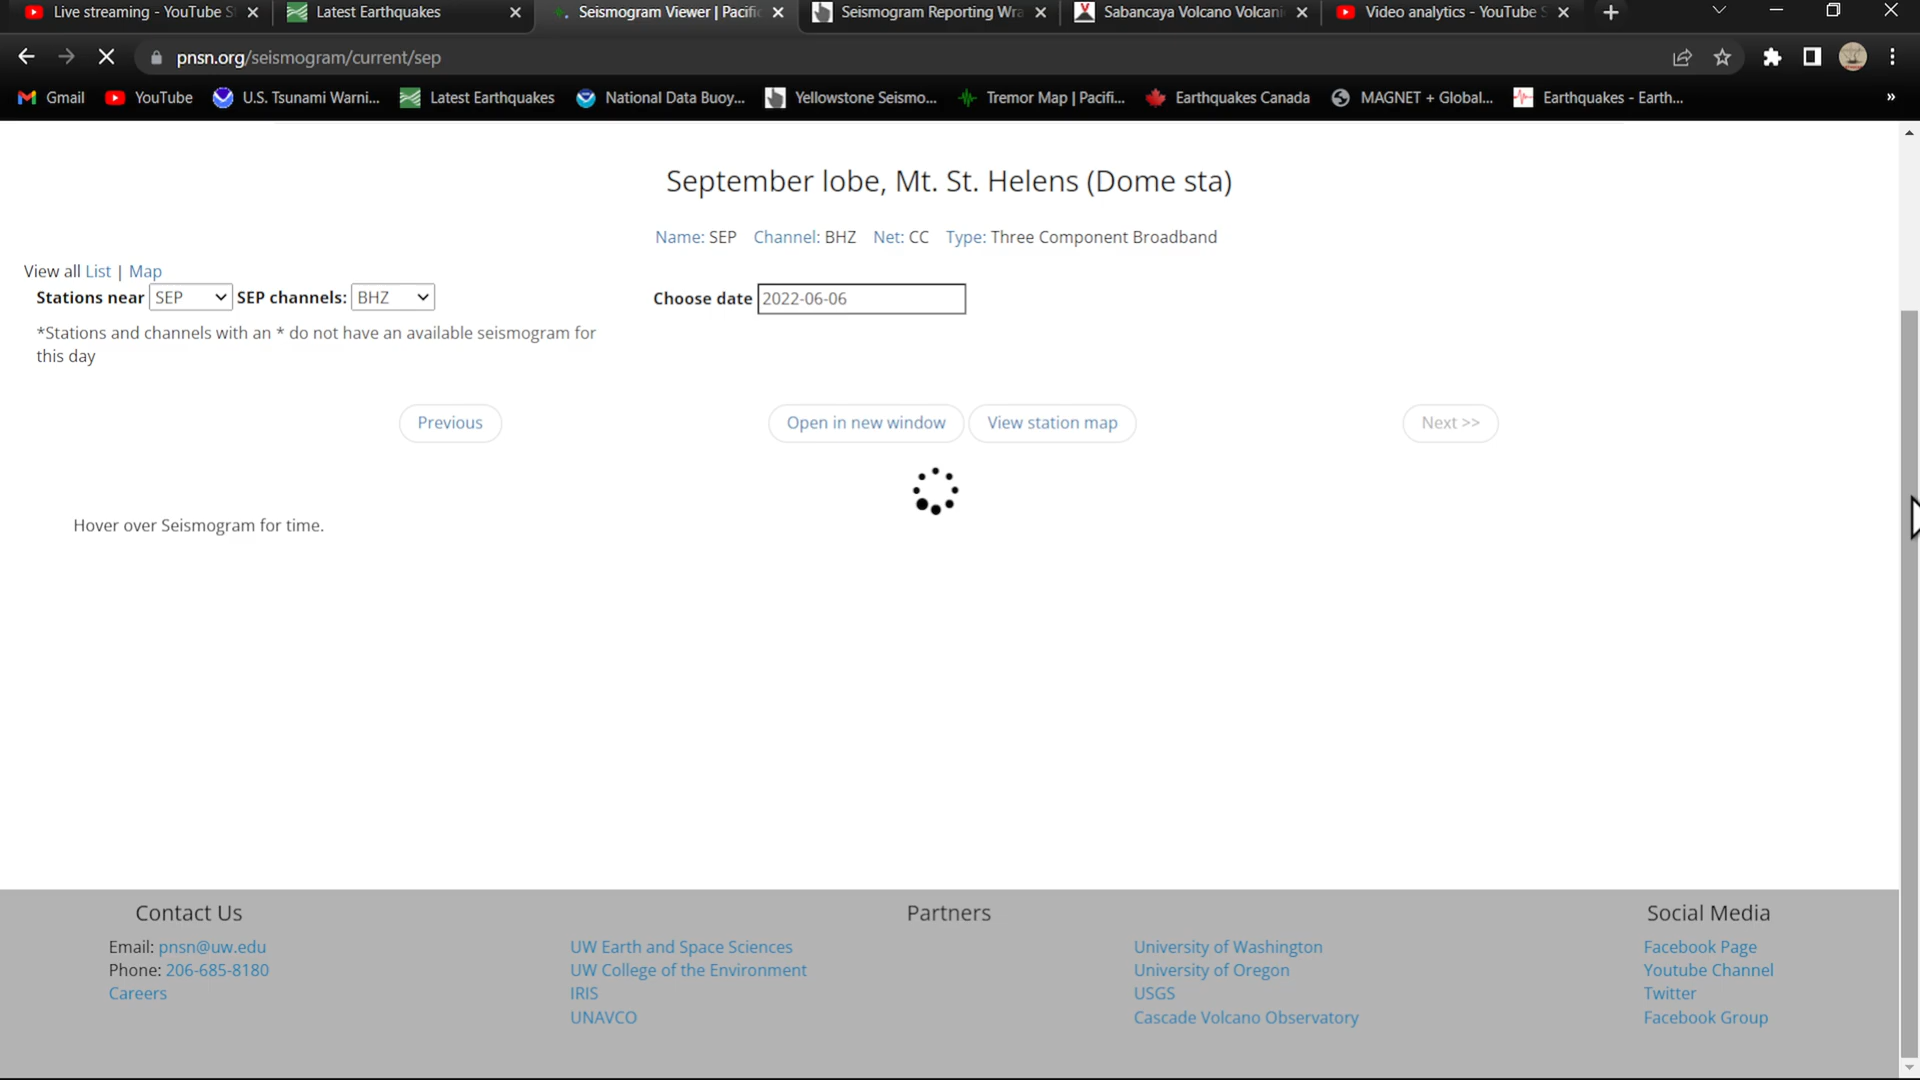 Live streaming - YouTube S
Latest Earthquakes
Seismogram Viewer | Pacific
Seismogram Reporting Wra
Sabancaya Volcano Volcani
Video analytics - YouTube S
pnsn.org/seismogram/current/sep
Gmail
YouTube
U.S. Tsunami Warni...
Latest Earthquakes
National Data Buoy...
Yellowstone Seismo...
Tremor Map | Pacifi...
Earthquakes Canada
MAGNET + Global...
Earthquakes - Earth...
»
September lobe, Mt. St. Helens (Dome sta)
Name: SEP Channel: BHZ Net: CC Type: Three Component Broadband
View all List | Map
Stations near SEP SEP channels: BHZ
Choose date 2022-06-06
*Stations and channels with an * do not have an available seismogram for
this day
Previous
Open in new window
View station map
Next >>
Hover over Seismogram for time.
Contact Us
Email: pnsn@uw.edu
Phone: 206-685-8180
Careers
Partners
UW Earth and Space Sciences
UW College of the Environment
IRIS
UNAVCO
University of Washington
University of Oregon
USGS
Cascade Volcano Observatory
Social Media
Facebook Page
Youtube Channel
Twitter
Facebook Group